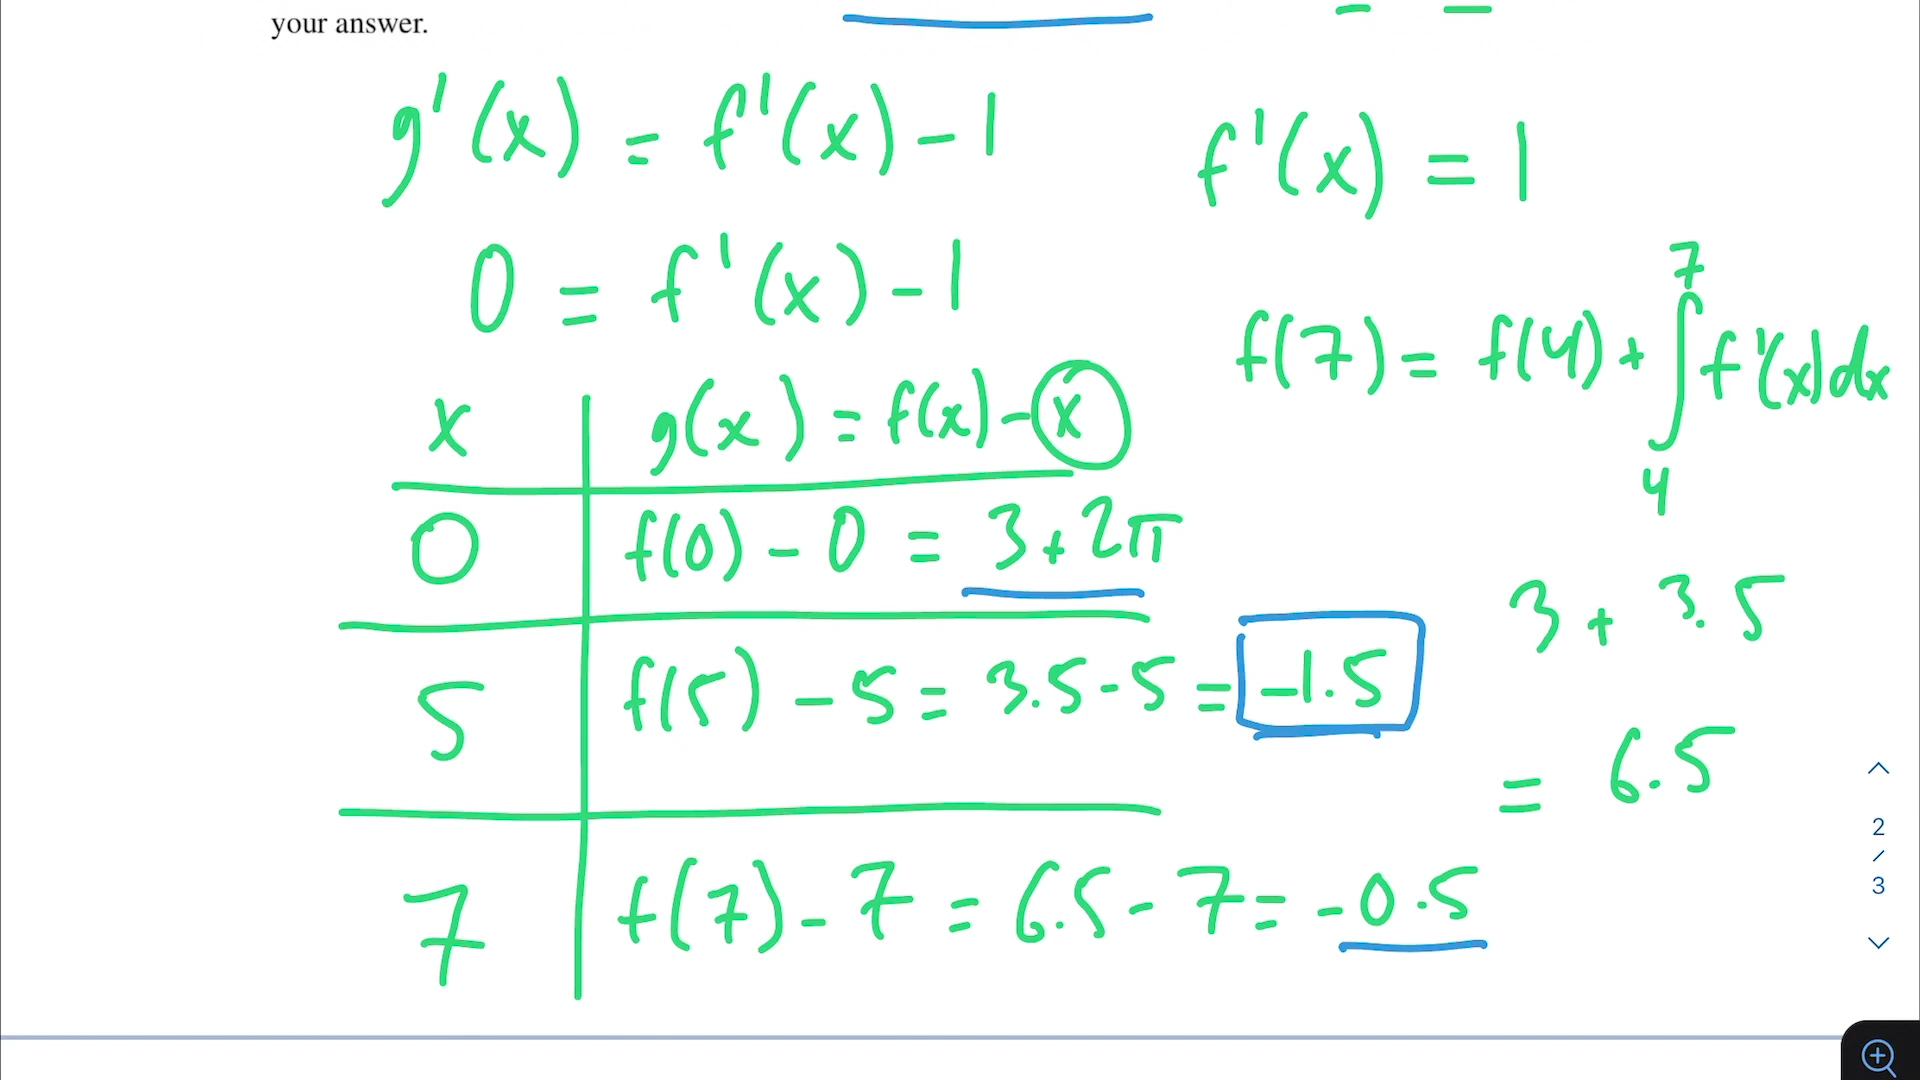 your answer.
g'(x) = f'(x) - 1
f'(x) = 1
0 = f'(x) - 1
f(7) = f(4) + ∫₄⁷ f'(x) dx
x | g(x) = f(x) - x
0 | f(0) - 0 = 3 + 2π
3 + 3.5
5 | f(5) - 5 = 3.5 - 5 = -1.5
= 6.5
7 | f(7) - 7 = 6.5 - 7 = -0.5
2
/
3